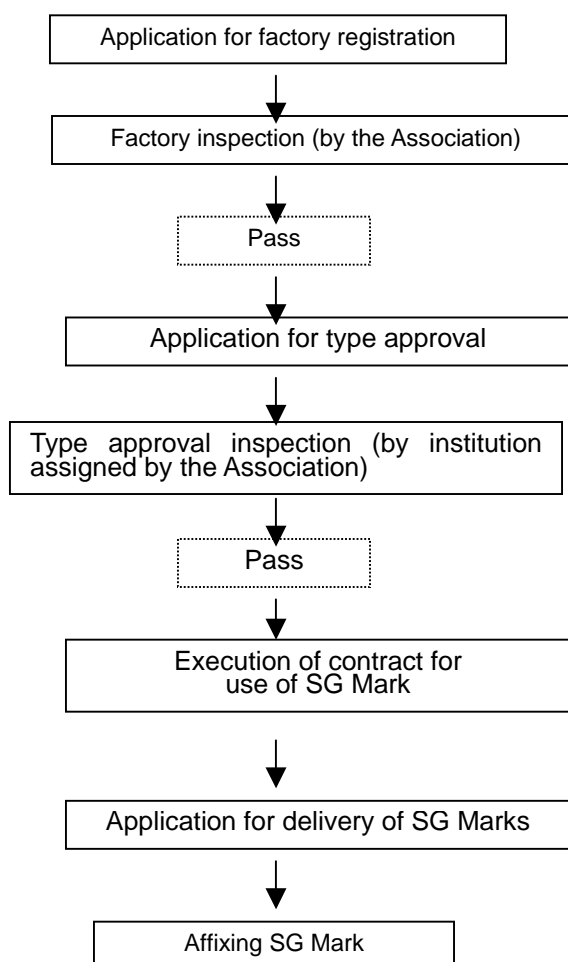 Application for factory registration
Factory inspection (by the Association)
Pass
Application for type approval
Type approval inspection (by institution
assigned by the Association)
Pass
Execution of contract for
use of SG Mark
Application for delivery of SG Marks
Affixing SG Mark